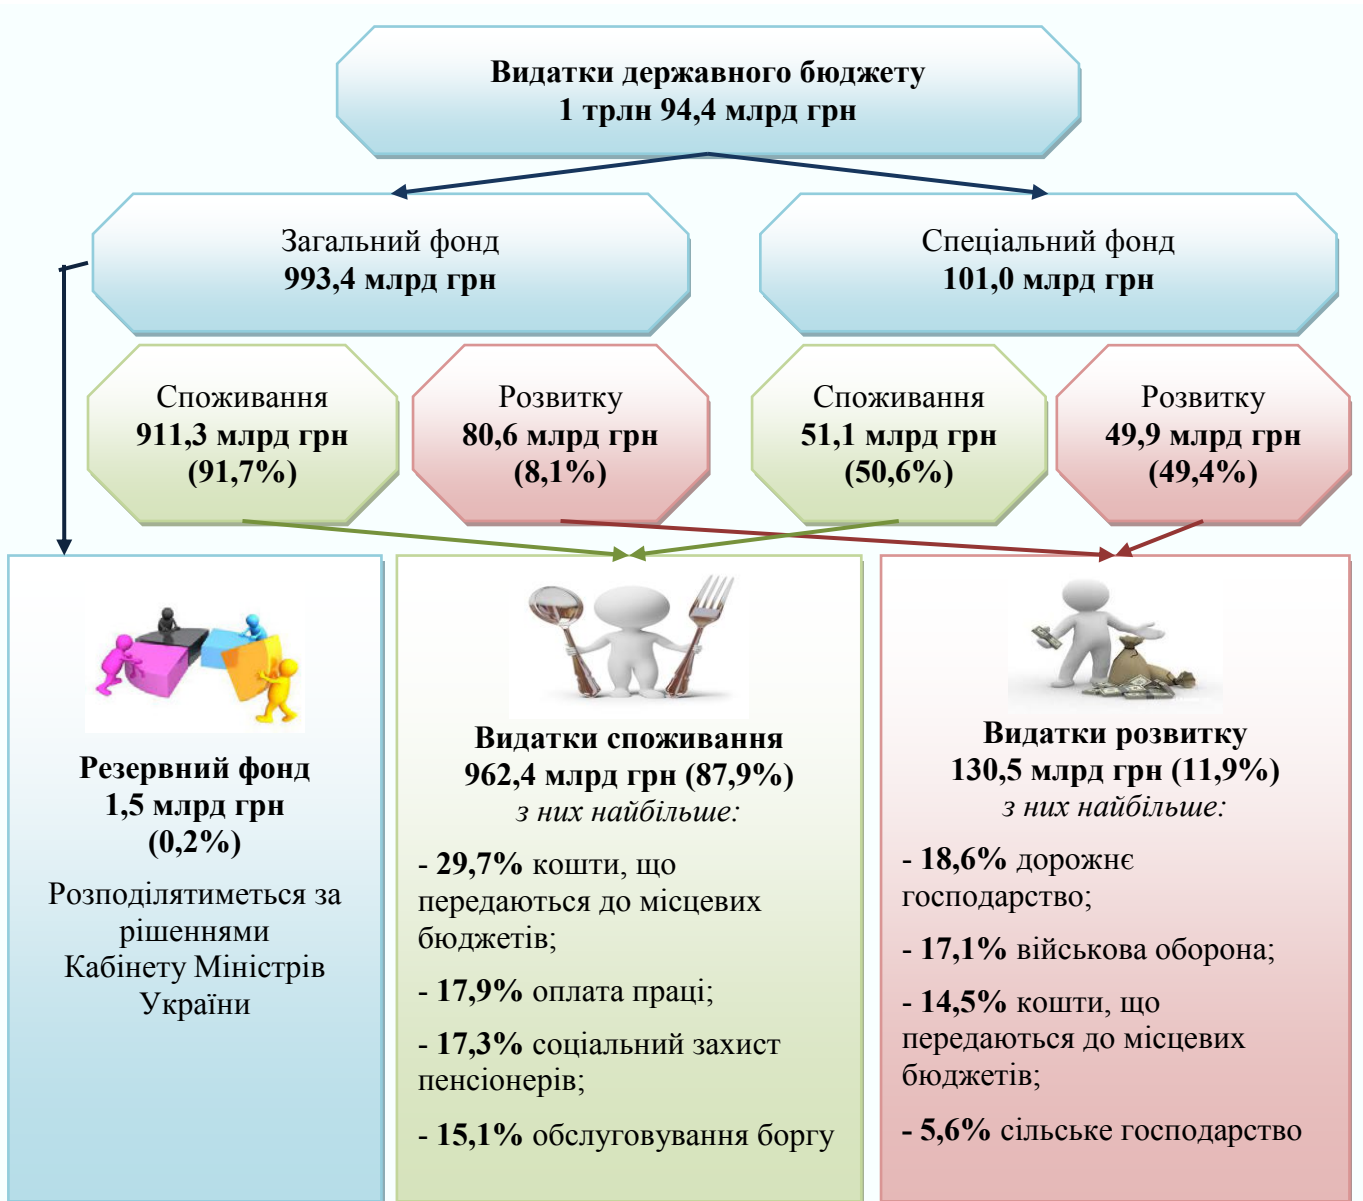 Видатки державного бюджету
1 трлн 94,4 млрд грн
Загальний фонд
993,4 млрд грн
Спеціальний фонд
101,0 млрд грн
Споживання
911,3 млрд грн
(91,7%)
Розвитку
80,6 млрд грн
(8,1%)
Споживання
51,1 млрд грн
(50,6%)
Розвитку
49,9 млрд грн
(49,4%)
Резервний фонд
1,5 млрд грн
(0,2%)
Розподілятиметься за
рішеннями
Кабінету Міністрів
України
Видатки споживання
962,4 млрд грн (87,9%)
з них найбільше:
- 29,7% кошти, що
передаються до місцевих
бюджетів;
- 17,9% оплата праці;
- 17,3% соціальний захист
пенсіонерів;
- 15,1% обслуговування боргу
Видатки розвитку
130,5 млрд грн (11,9%)
з них найбільше:
- 18,6% дорожнє
господарство;
- 17,1% військова оборона;
- 14,5% кошти, що
передаються до місцевих
бюджетів;
- 5,6% сільське господарство